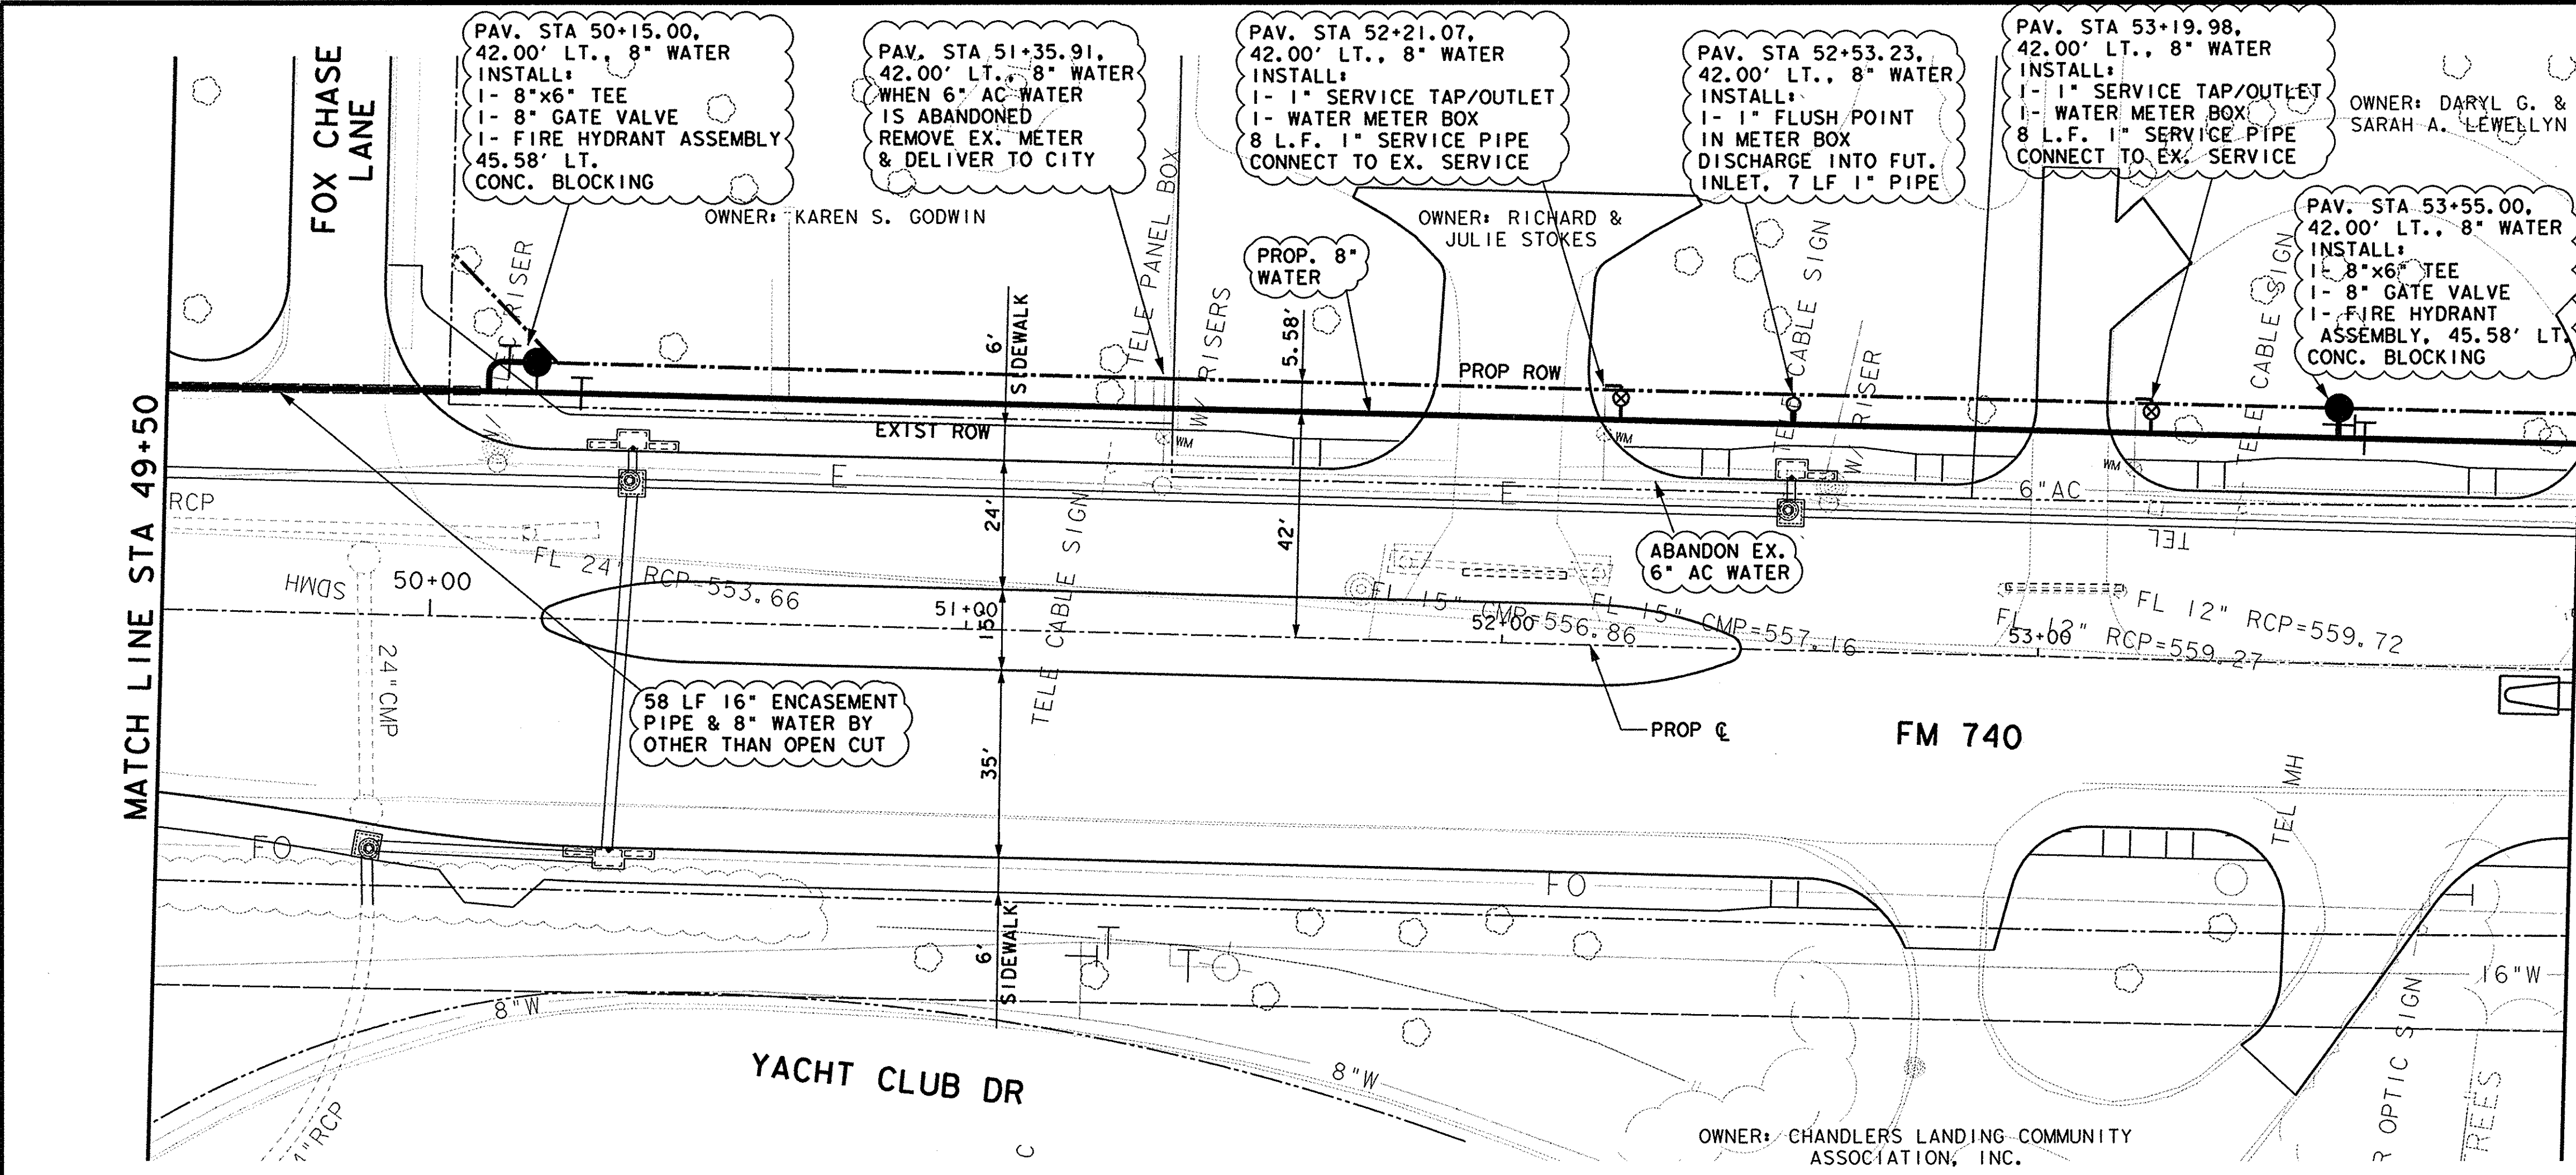 FOX CHASE
LANE
PAV. STA 50+15.00,
42.00' LT., 8" WATER
INSTALL:
1- 8"x6" TEE
1- 8" GATE VALVE
1- FIRE HYDRANT ASSEMBLY
45.58' LT.
CONC. BLOCKING
PAV. STA 51+35.91,
42.00' LT., 8" WATER
WHEN 6" AC WATER
IS ABANDONED
REMOVE EX. METER
& DELIVER TO CITY
PAV. STA 52+21.07,
42.00' LT., 8" WATER
INSTALL:
1- 1" SERVICE TAP/OUTLET
1- WATER METER BOX
8 L.F. 1" SERVICE PIPE
CONNECT TO EX. SERVICE
PAV. STA 52+53.23,
42.00' LT., 8" WATER
INSTALL:
1- 1" FLUSH POINT
IN METER BOX
DISCHARGE INTO FUT.
INLET, 7 LF 1" PIPE
PAV. STA 53+19.98,
42.00' LT., 8" WATER
INSTALL:
1- 1" SERVICE TAP/OUTLET
1- WATER METER BOX
8 L.F. 1" SERVICE PIPE
CONNECT TO EX. SERVICE
OWNER: DARYL G. &
SARAH A. LEWELLYN
PAV. STA 53+55.00,
42.00' LT., 8" WATER
INSTALL:
1- 8"x6" TEE
1- 8" GATE VALVE
1- FIRE HYDRANT
ASSEMBLY, 45.58' LT.
CONC. BLOCKING
OWNER: KAREN S. GODWIN
OWNER: RICHARD &
JULIE STOKES
PROP. 8"
WATER
RISER
W/
TELE PANEL BOX
W/ RISERS
CABLE SIGN
W/ RISER
TELE CABLE SIGN
6'
SIDEWALK
5.58'
PROP ROW
EXIST ROW
WM
WM
WM
E
E
6"AC
TEL
RCP
24'
42'
ABANDON EX.
6" AC WATER
MATCH LINE STA 49+50
SDMH
50+00
FL 24" RCP=553.66
51+00
15'
TELE CABLE SIGN
FL 15" CMP=556.86
52+00
FL 15" CMP=557.16
FL 12" RCP=559.72
53+00
FL 12" RCP=559.27
24"CMP
58 LF 16" ENCASEMENT
PIPE & 8" WATER BY
OTHER THAN OPEN CUT
35'
PROP ℄
FM 740
TEL MH
FO
FO
6'
SIDEWALK
8"W
8"W
16"W
YACHT CLUB DR
OPTIC SIGN
OWNER: CHANDLERS LANDING COMMUNITY
ASSOCIATION, INC.